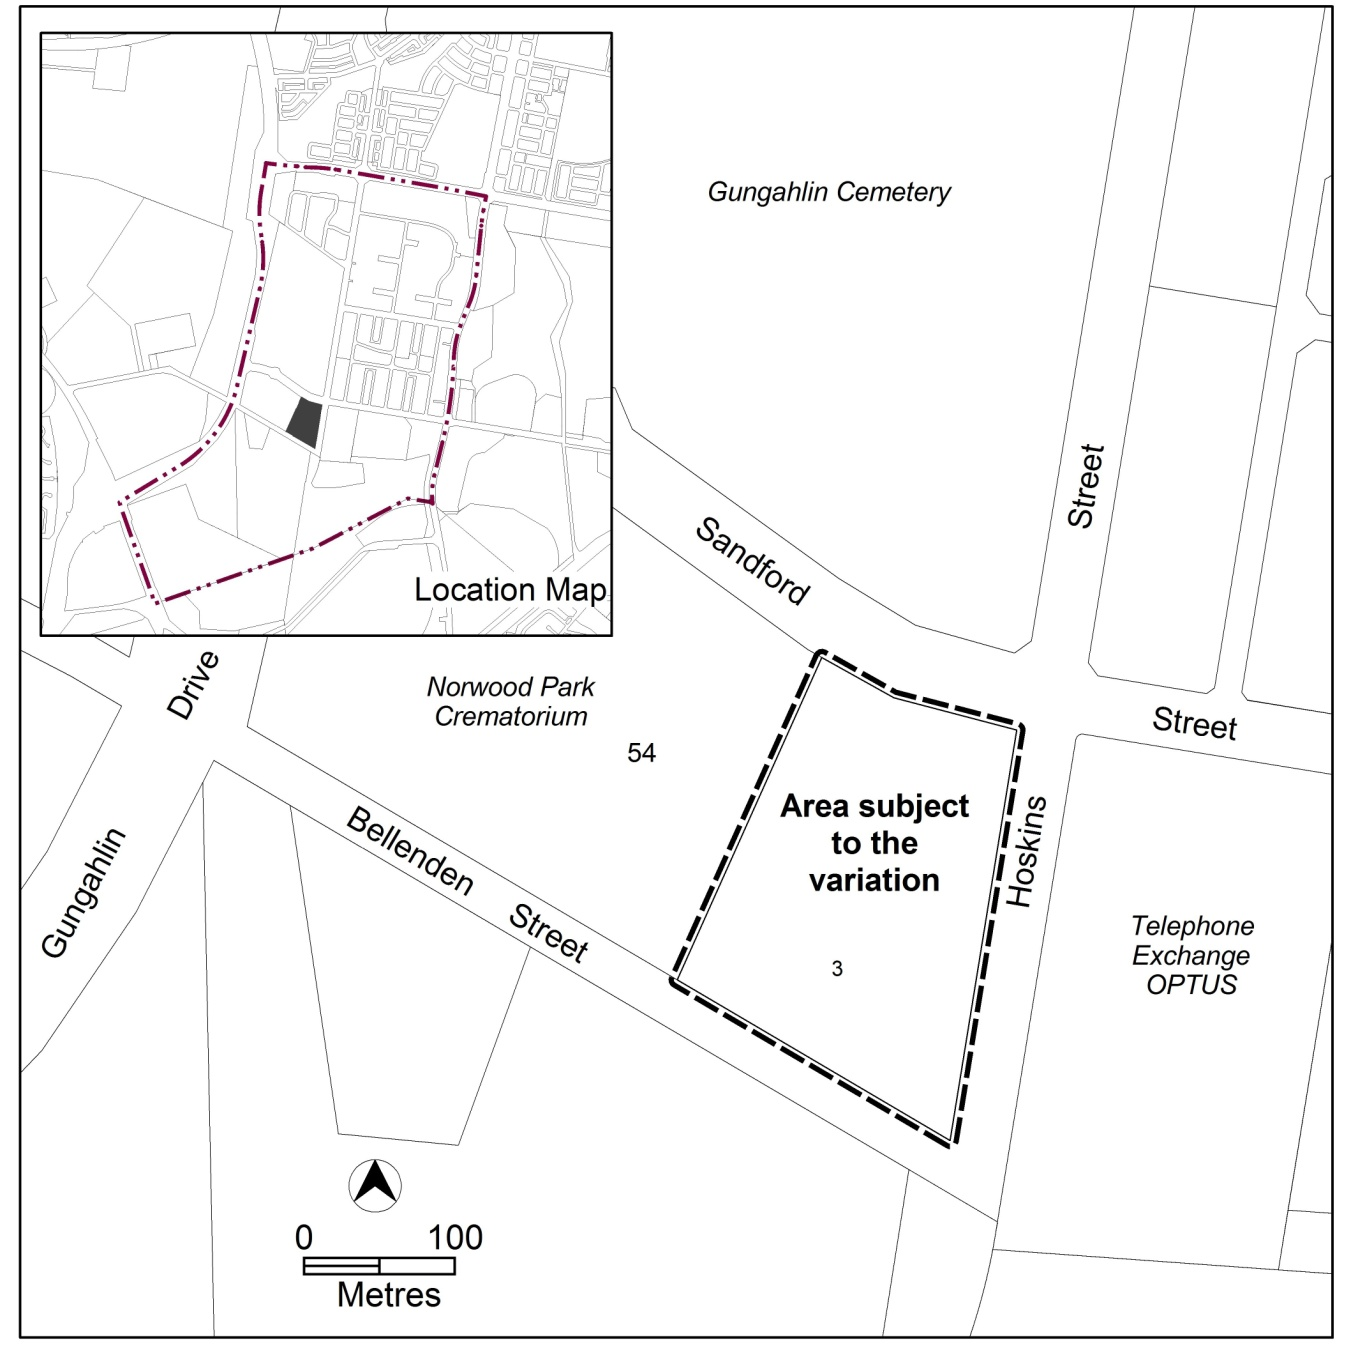 Gungahlin Cemetery
Street
Sandford
Location Map
Drive
Norwood Park
Crematorium
54
Street
Area subject
to the
variation
3
Hoskins
Bellenden
Street
Gungahlin
Telephone
Exchange
OPTUS
0 100
Metres